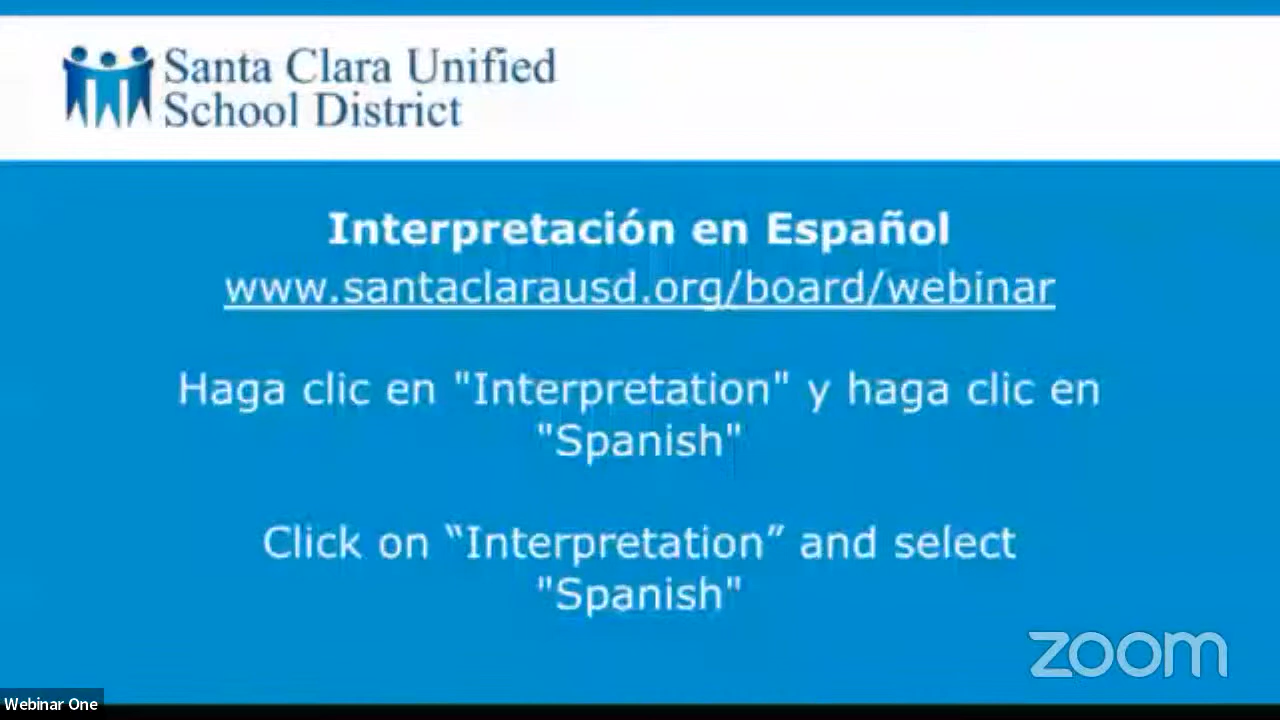 Santa Clara Unified
School District
Interpretación en Español
www.santaclarausd.org/board/webinar
Haga clic en "Interpretation" y haga clic en
"Spanish"
Click on “Interpretation” and select
"Spanish"
zoom
Webinar One